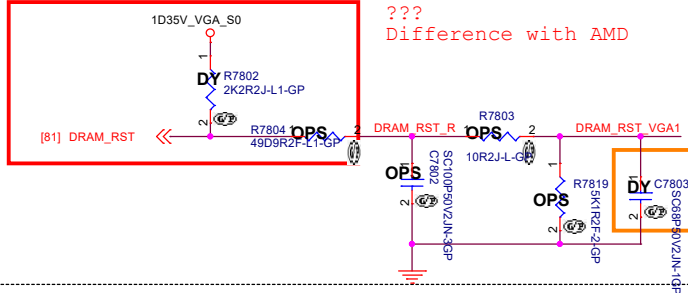 ???
Difference with AMD
1D35V_VGA_S0
1
DY
R7802
2K2R2J-L1-GP
2
G/P
[81] DRAM_RST
R7804
1
OPS
2
49D9R2F-L1-GP
G/P
DRAM_RST_R
R7803
1
OPS
2
10R2J-L-GP
G/P
DRAM_RST_VGA1
OPS
1
2
G/P
C7802
SC100P50V2JN-3GP
1
OPS
2
G/P
R7819
5K1R2F-2-GP
1
DY
2
G/P
C7803
SC68P50V2JN-1GP